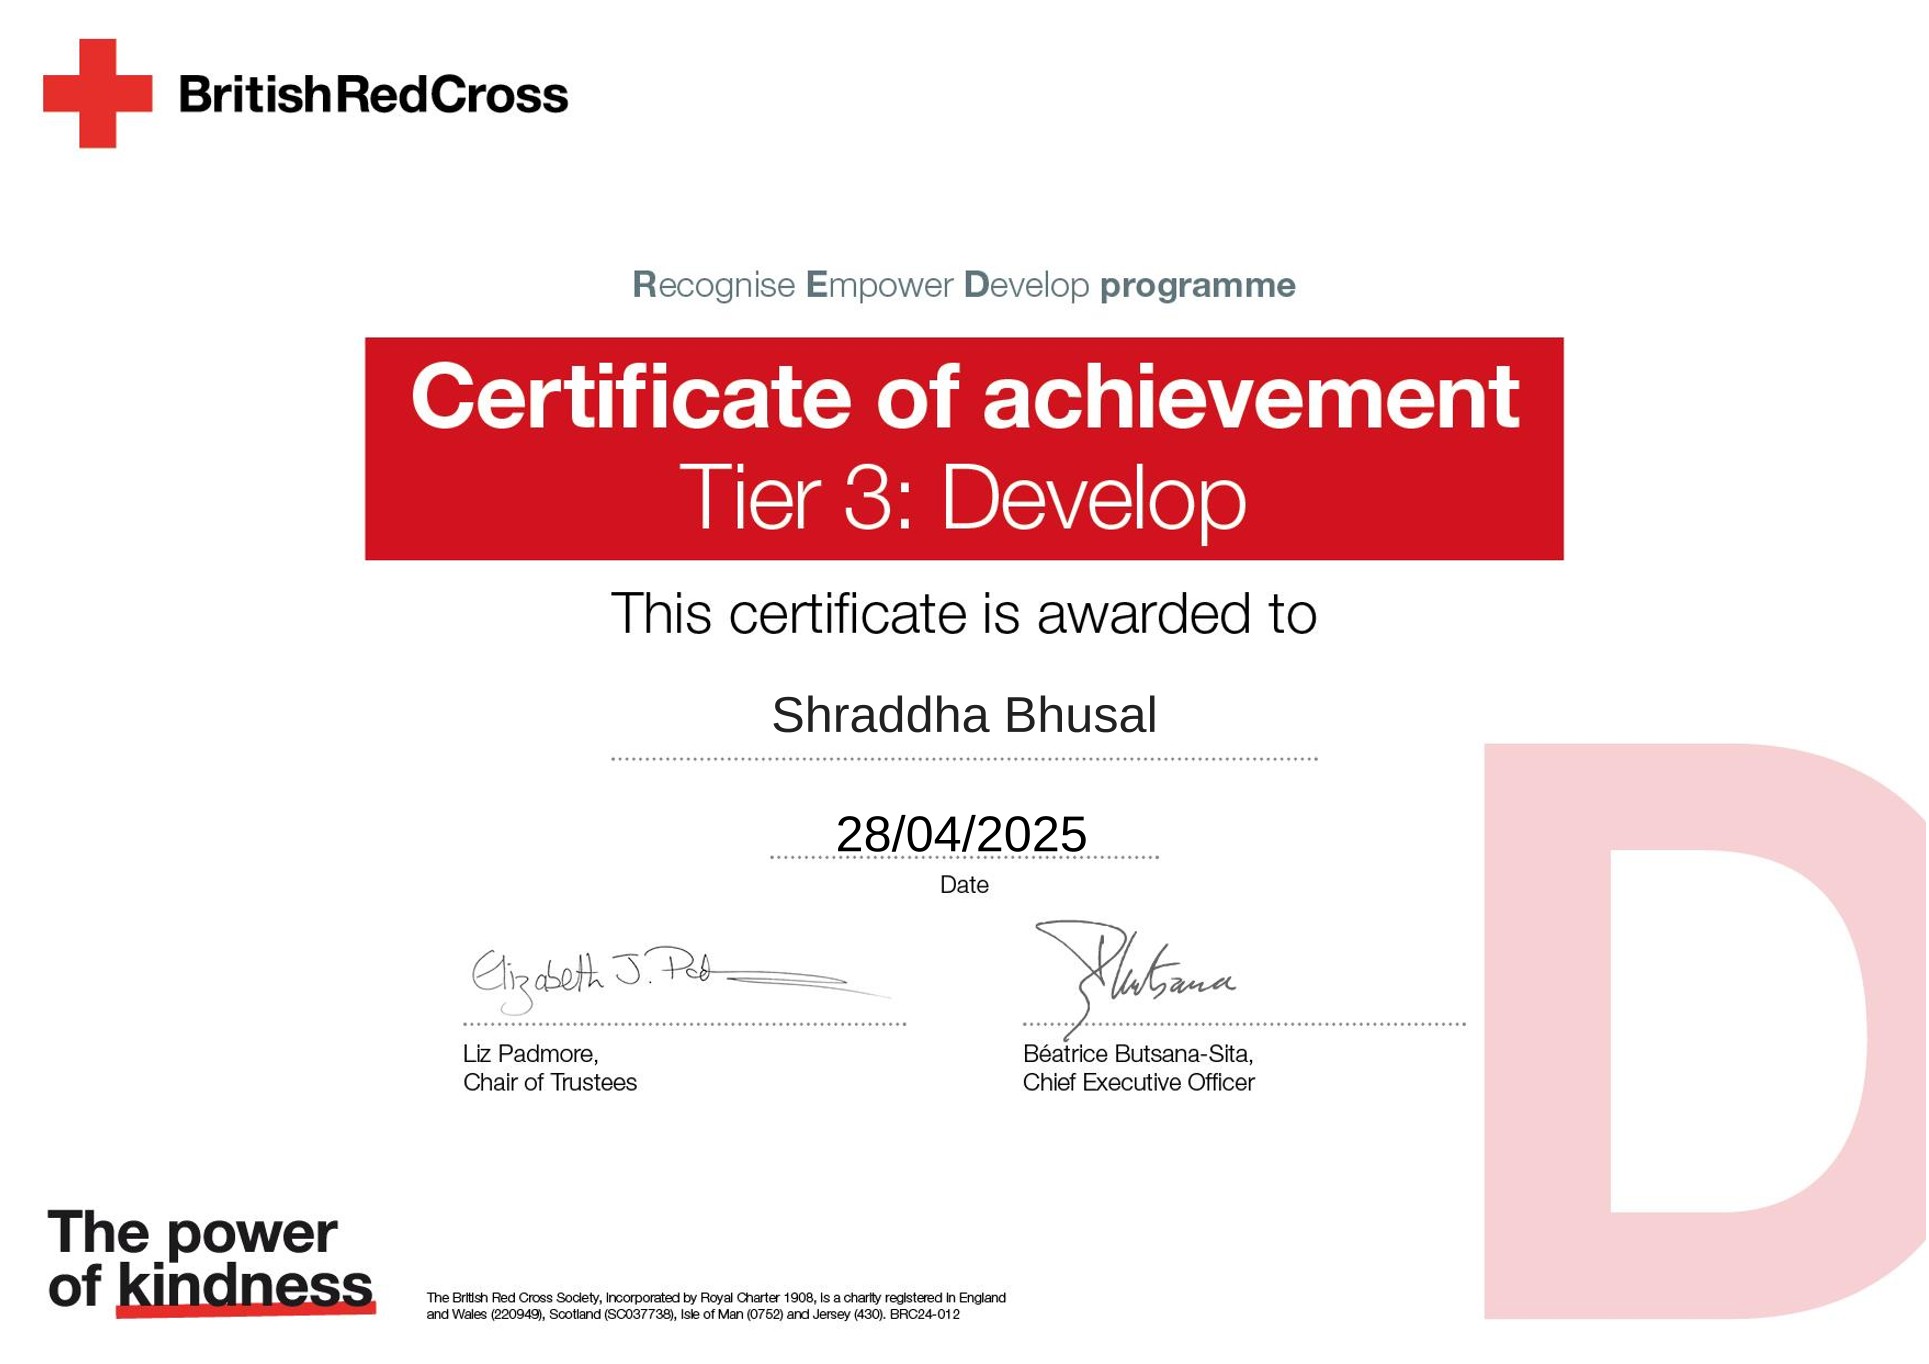 BritishRedCross
Recognise Empower Develop programme
Certificate of achievement
Tier 3: Develop
This certificate is awarded to
Shraddha Bhusal
28/04/2025
Date
Elizabeth J. Pad
Butsana
Liz Padmore,
Chair of Trustees
Béatrice Butsana-Sita,
Chief Executive Officer
D
The power
of kindness
The British Red Cross Society, incorporated by Royal Charter 1908, is a charity registered in England
and Wales (220949), Scotland (SC037738), Isle of Man (0752) and Jersey (430). BRC24-012